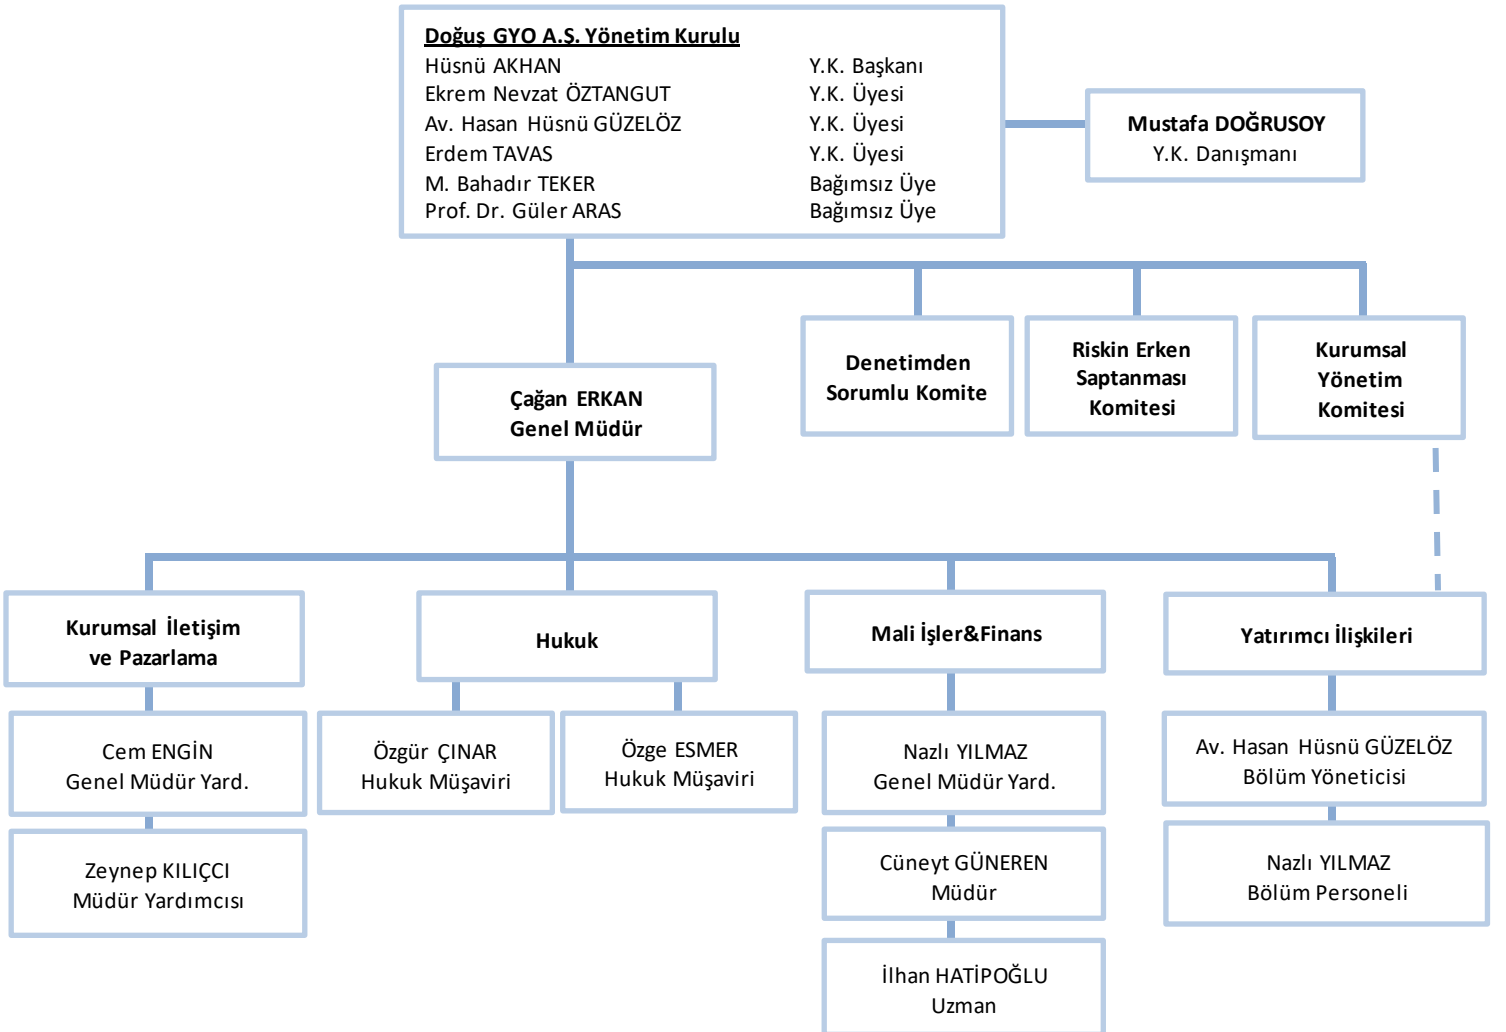 Doğuş GYO A.Ş. Yönetim Kurulu
Hüsnü AKHAN Y.K. Başkanı
Ekrem Nevzat ÖZTANGUT Y.K. Üyesi
Av. Hasan Hüsnü GÜZELÖZ Y.K. Üyesi
Erdem TAVAS Y.K. Üyesi
M. Bahadır TEKER Bağımsız Üye
Prof. Dr. Güler ARAS Bağımsız Üye
Mustafa DOĞRUSOY
Y.K. Danışmanı
Denetimden
Sorumlu Komite
Riskin Erken
Saptanması
Komitesi
Kurumsal
Yönetim
Komitesi
Çağan ERKAN
Genel Müdür
Kurumsal İletişim
ve Pazarlama
Hukuk
Mali İşler&Finans
Yatırımcı İlişkileri
Cem ENGİN
Genel Müdür Yard.
Özgür ÇINAR
Hukuk Müşaviri
Özge ESMER
Hukuk Müşaviri
Nazlı YILMAZ
Genel Müdür Yard.
Av. Hasan Hüsnü GÜZELÖZ
Bölüm Yöneticisi
Zeynep KILIÇCI
Müdür Yardımcısı
Cüneyt GÜNEREN
Müdür
Nazlı YILMAZ
Bölüm Personeli
İlhan HATİPOĞLU
Uzman